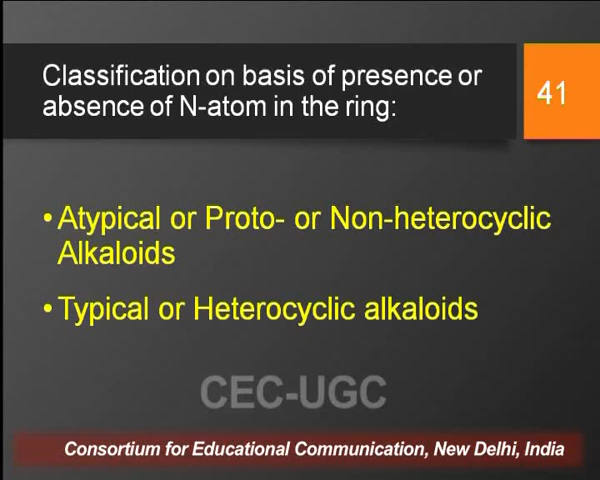 Classification on basis of presence or
absence of N-atom in the ring:
41
• Atypical or Proto- or Non-heterocyclic
Alkaloids
• Typical or Heterocyclic alkaloids
CEC-UGC
Consortium for Educational Communication, New Delhi, India